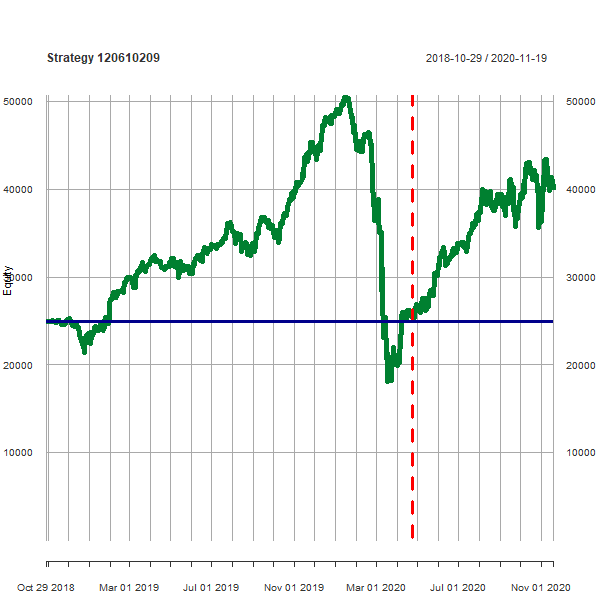 Strategy 120610209
2018-10-29 / 2020-11-19
50000
50000
40000
40000
Equity
30000
30000
20000
20000
10000
10000
Oct 29 2018
Mar 01 2019
Jul 01 2019
Nov 01 2019
Mar 01 2020
Jul 01 2020
Nov 01 2020